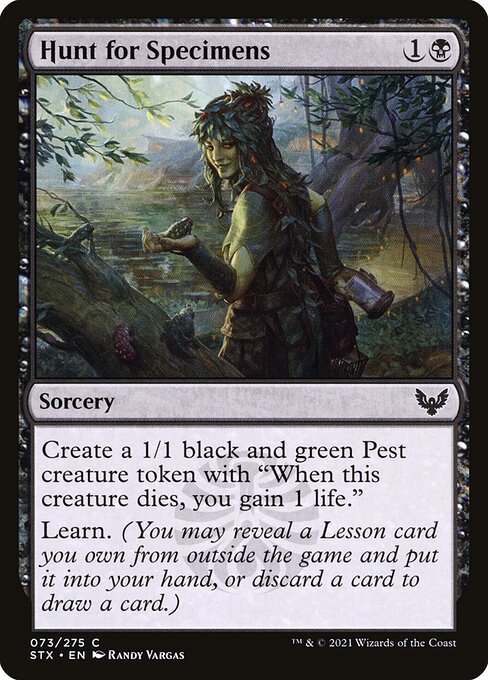 Hunt for Specimens 1
Sorcery
Create a 1/1 black and green Pest
creature token with “When this
creature dies, you gain 1 life.”
Learn. (You may reveal a Lesson card
you own from outside the game and put
it into your hand, or discard a card to
draw a card.)
073/275 C
STX • EN Randy Vargas
™ & © 2021 Wizards of the Coast